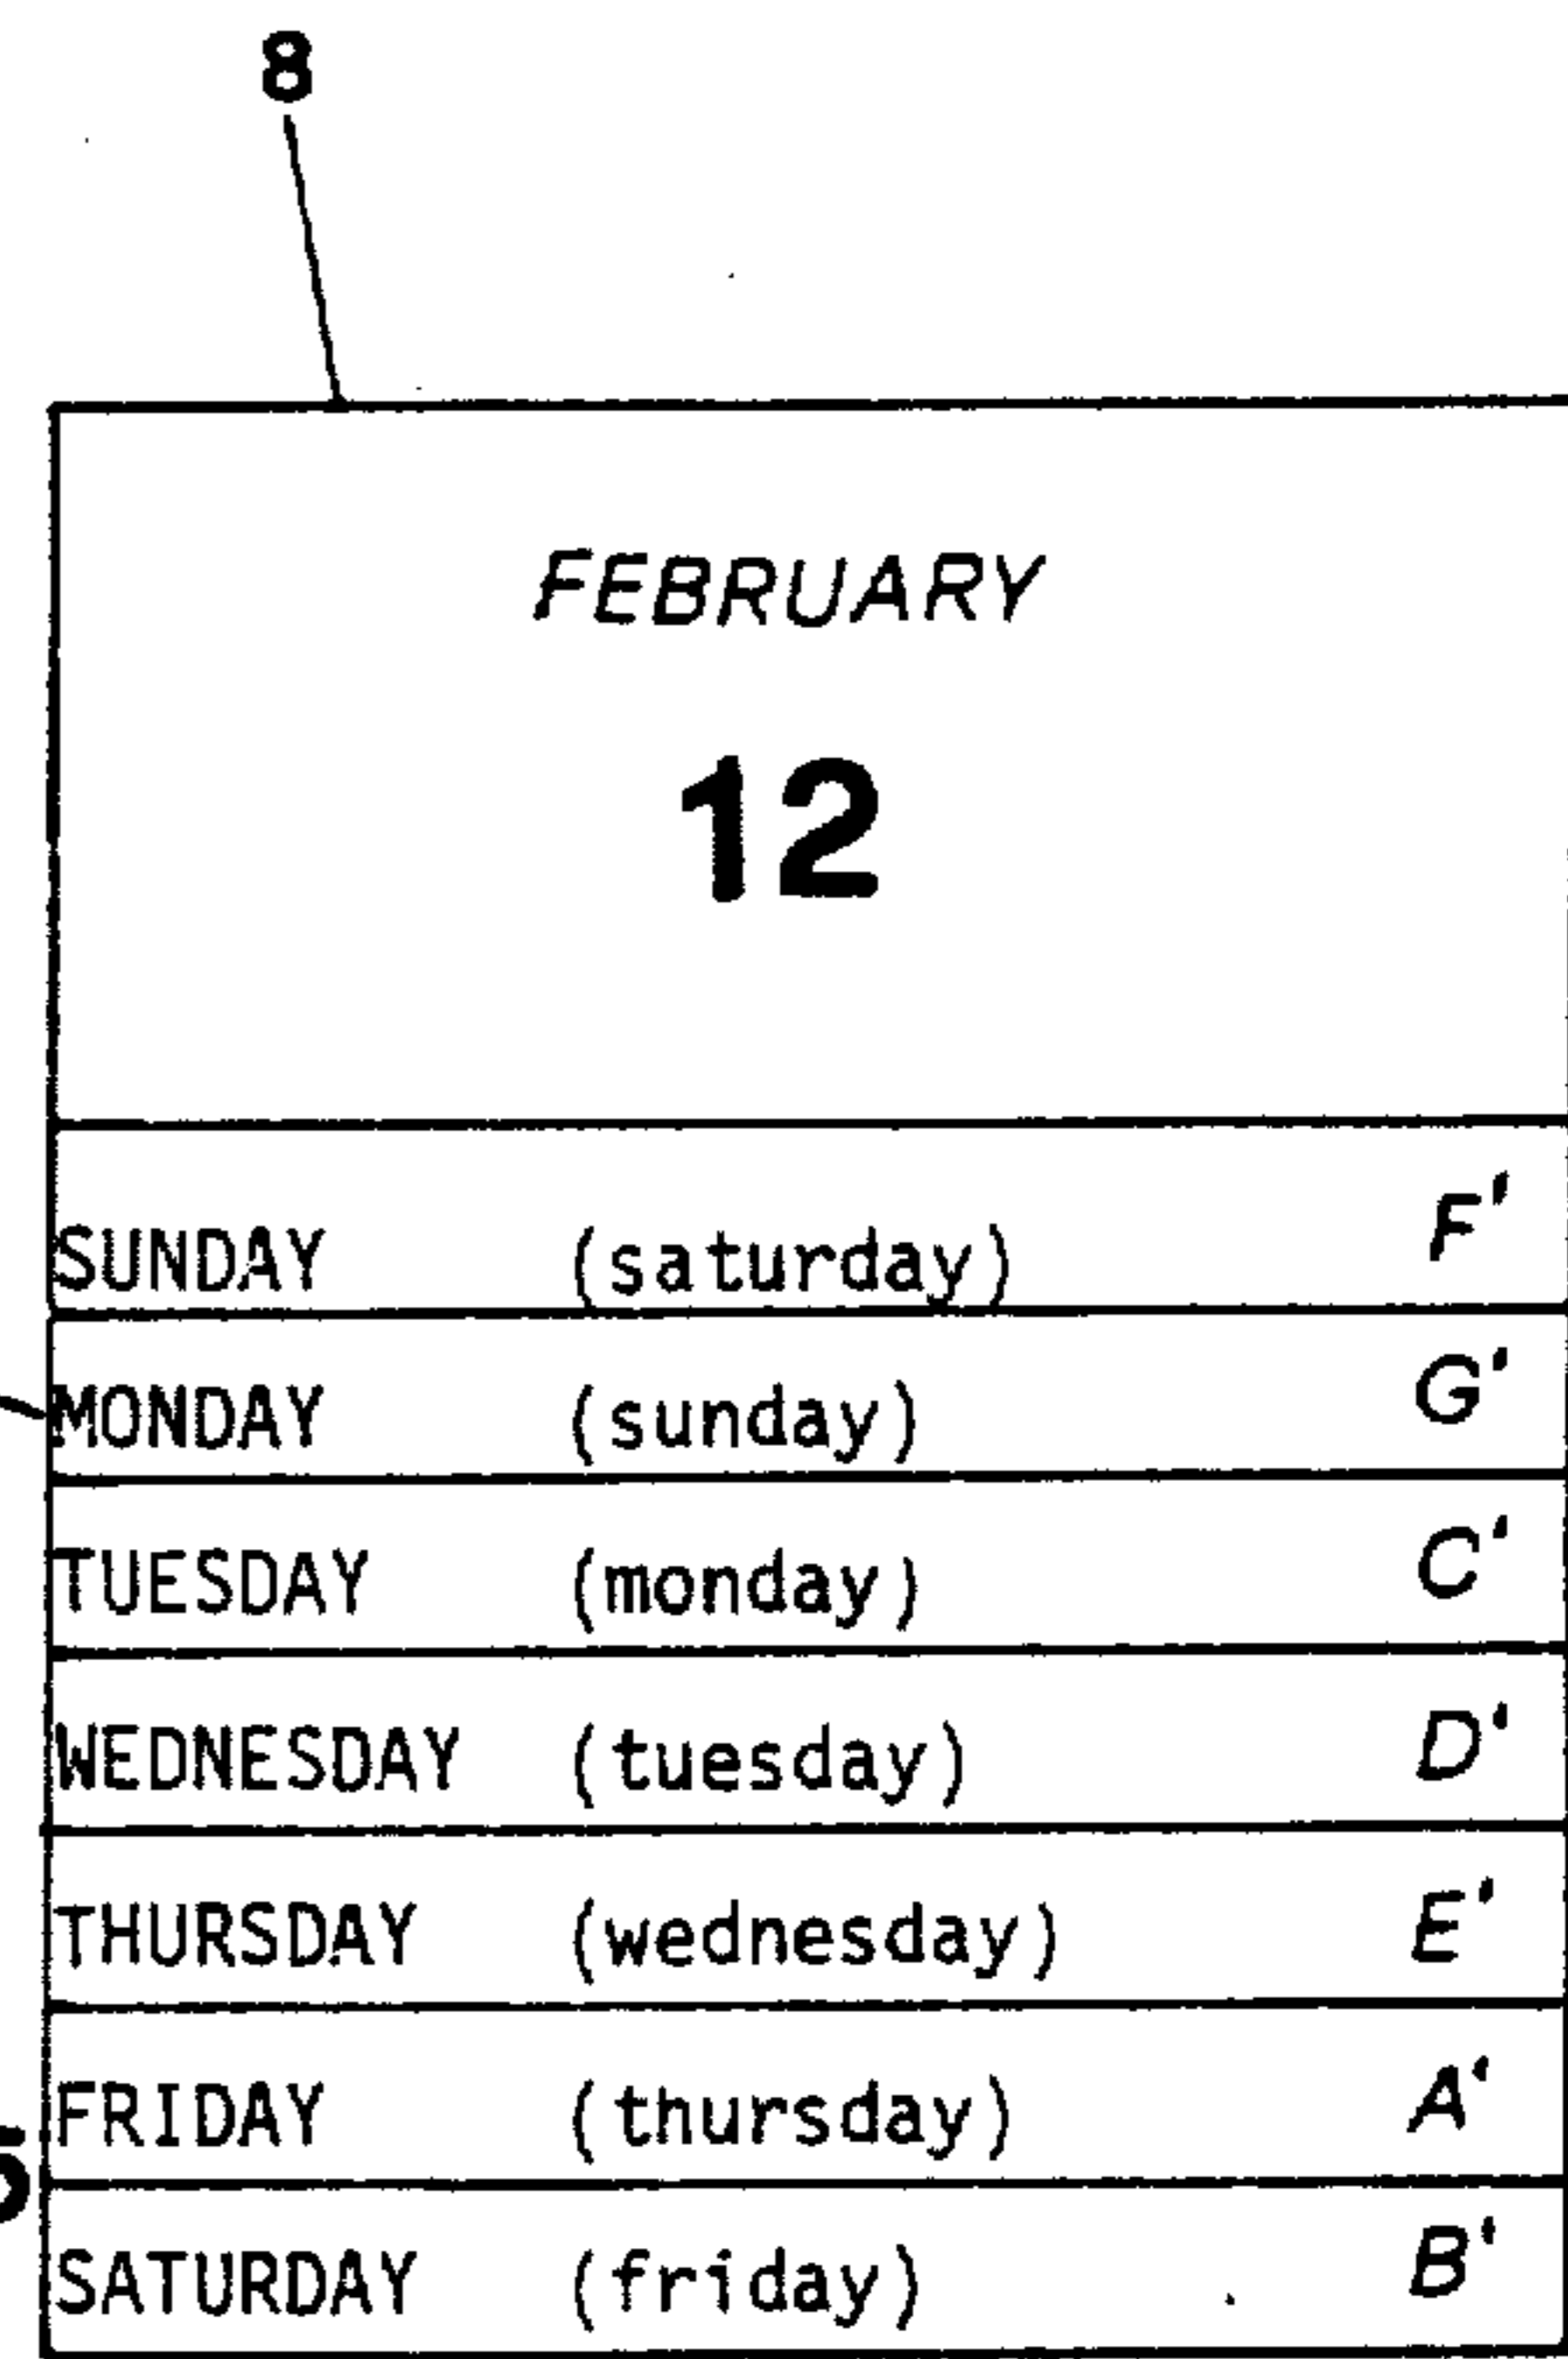 8
FEBRUARY
12
SUNDAY (saturday) F'
MONDAY (sunday) G'
TUESDAY (monday) C'
WEDNESDAY (tuesday) D'
THURSDAY (wednesday) E'
FRIDAY (thursday) A'
SATURDAY (friday) B'